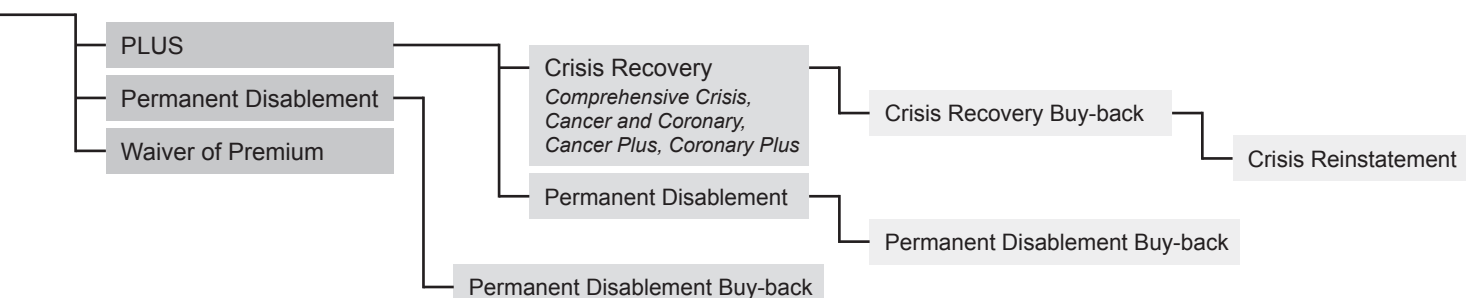 PLUS
Permanent Disablement
Waiver of Premium
Crisis Recovery
Comprehensive Crisis,
Cancer and Coronary,
Cancer Plus, Coronary Plus
Permanent Disablement
Crisis Recovery Buy-back
Crisis Reinstatement
Permanent Disablement Buy-back
Permanent Disablement Buy-back